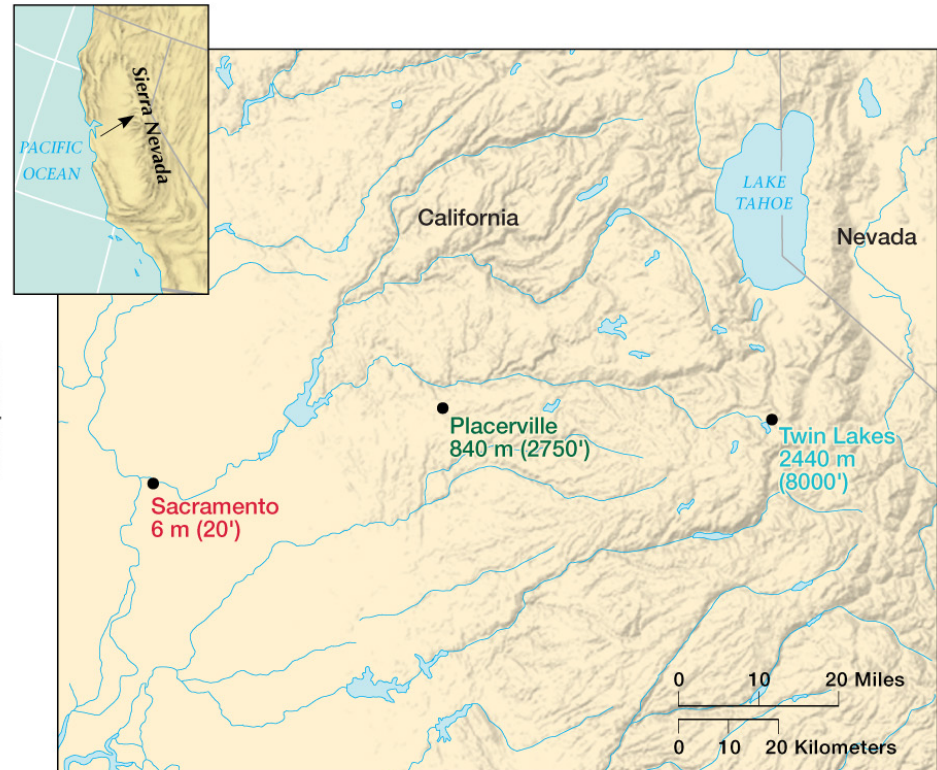 Sierra Nevada
PACIFIC
OCEAN
California
LAKE
TAHOE
Nevada
Placerville
840 m (2750')
Twin Lakes
2440 m
(8000')
Sacramento
6 m (20')
0 10 20 Miles
0 10 20 Kilometers